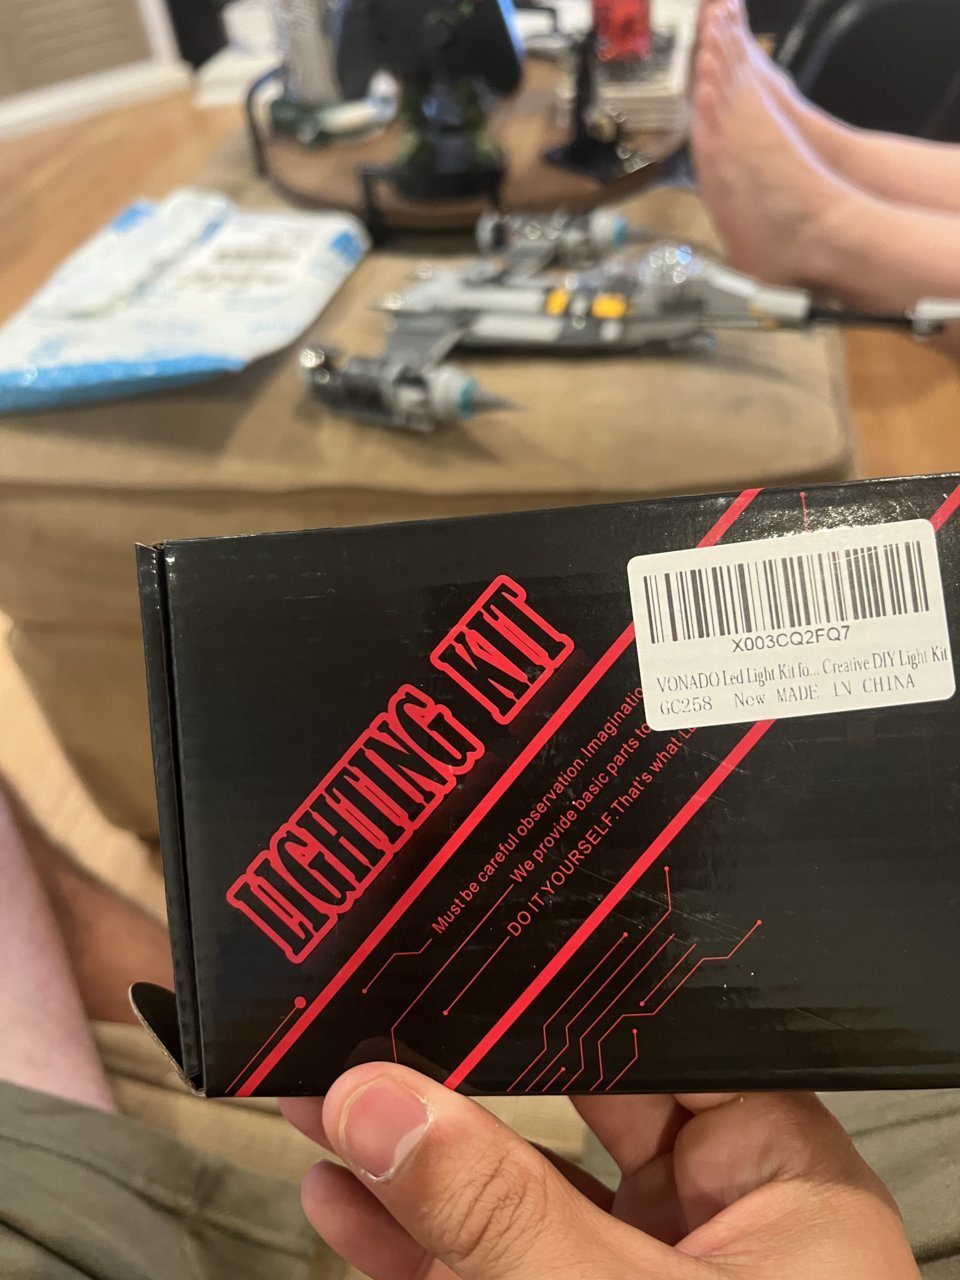 LIGHTING KIT
X003CQ2FQ7
VONADO Led Light Kit fo... Creative DIY Light Kit
GC258 New MADE IN CHINA
Must be careful observation. Imaginatio
We provide basic parts to
DO IT YOURSELF. That's what L